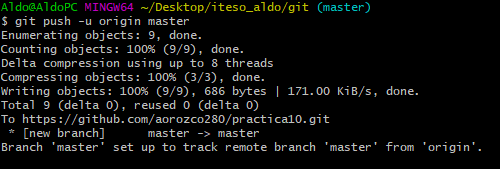 Aldo@AldoPC MINGW64 ~/Desktop/iteso_aldo/git (master)
$ git push -u origin master
Enumerating objects: 9, done.
Counting objects: 100% (9/9), done.
Delta compression using up to 8 threads
Compressing objects: 100% (3/3), done.
Writing objects: 100% (9/9), 686 bytes | 171.00 KiB/s, done.
Total 9 (delta 0), reused 0 (delta 0)
To https://github.com/aorozco280/practica10.git
 * [new branch]      master -> master
Branch 'master' set up to track remote branch 'master' from 'origin'.